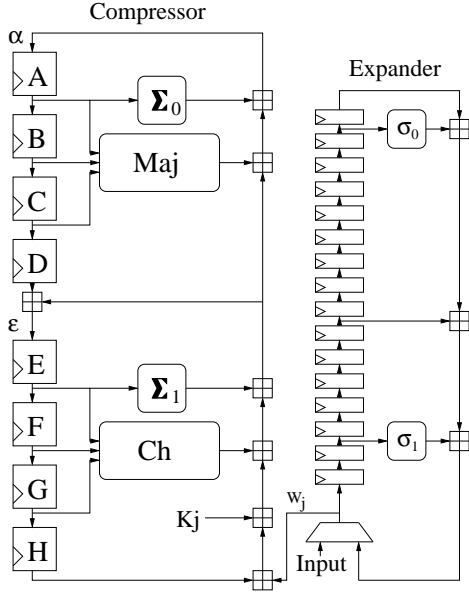 Compressor
α
A
Σ0
Expander
B
σ0
Maj
C
D
ε
E
Σ1
F
Ch
σ1
G
Wj
Kj
H
Input